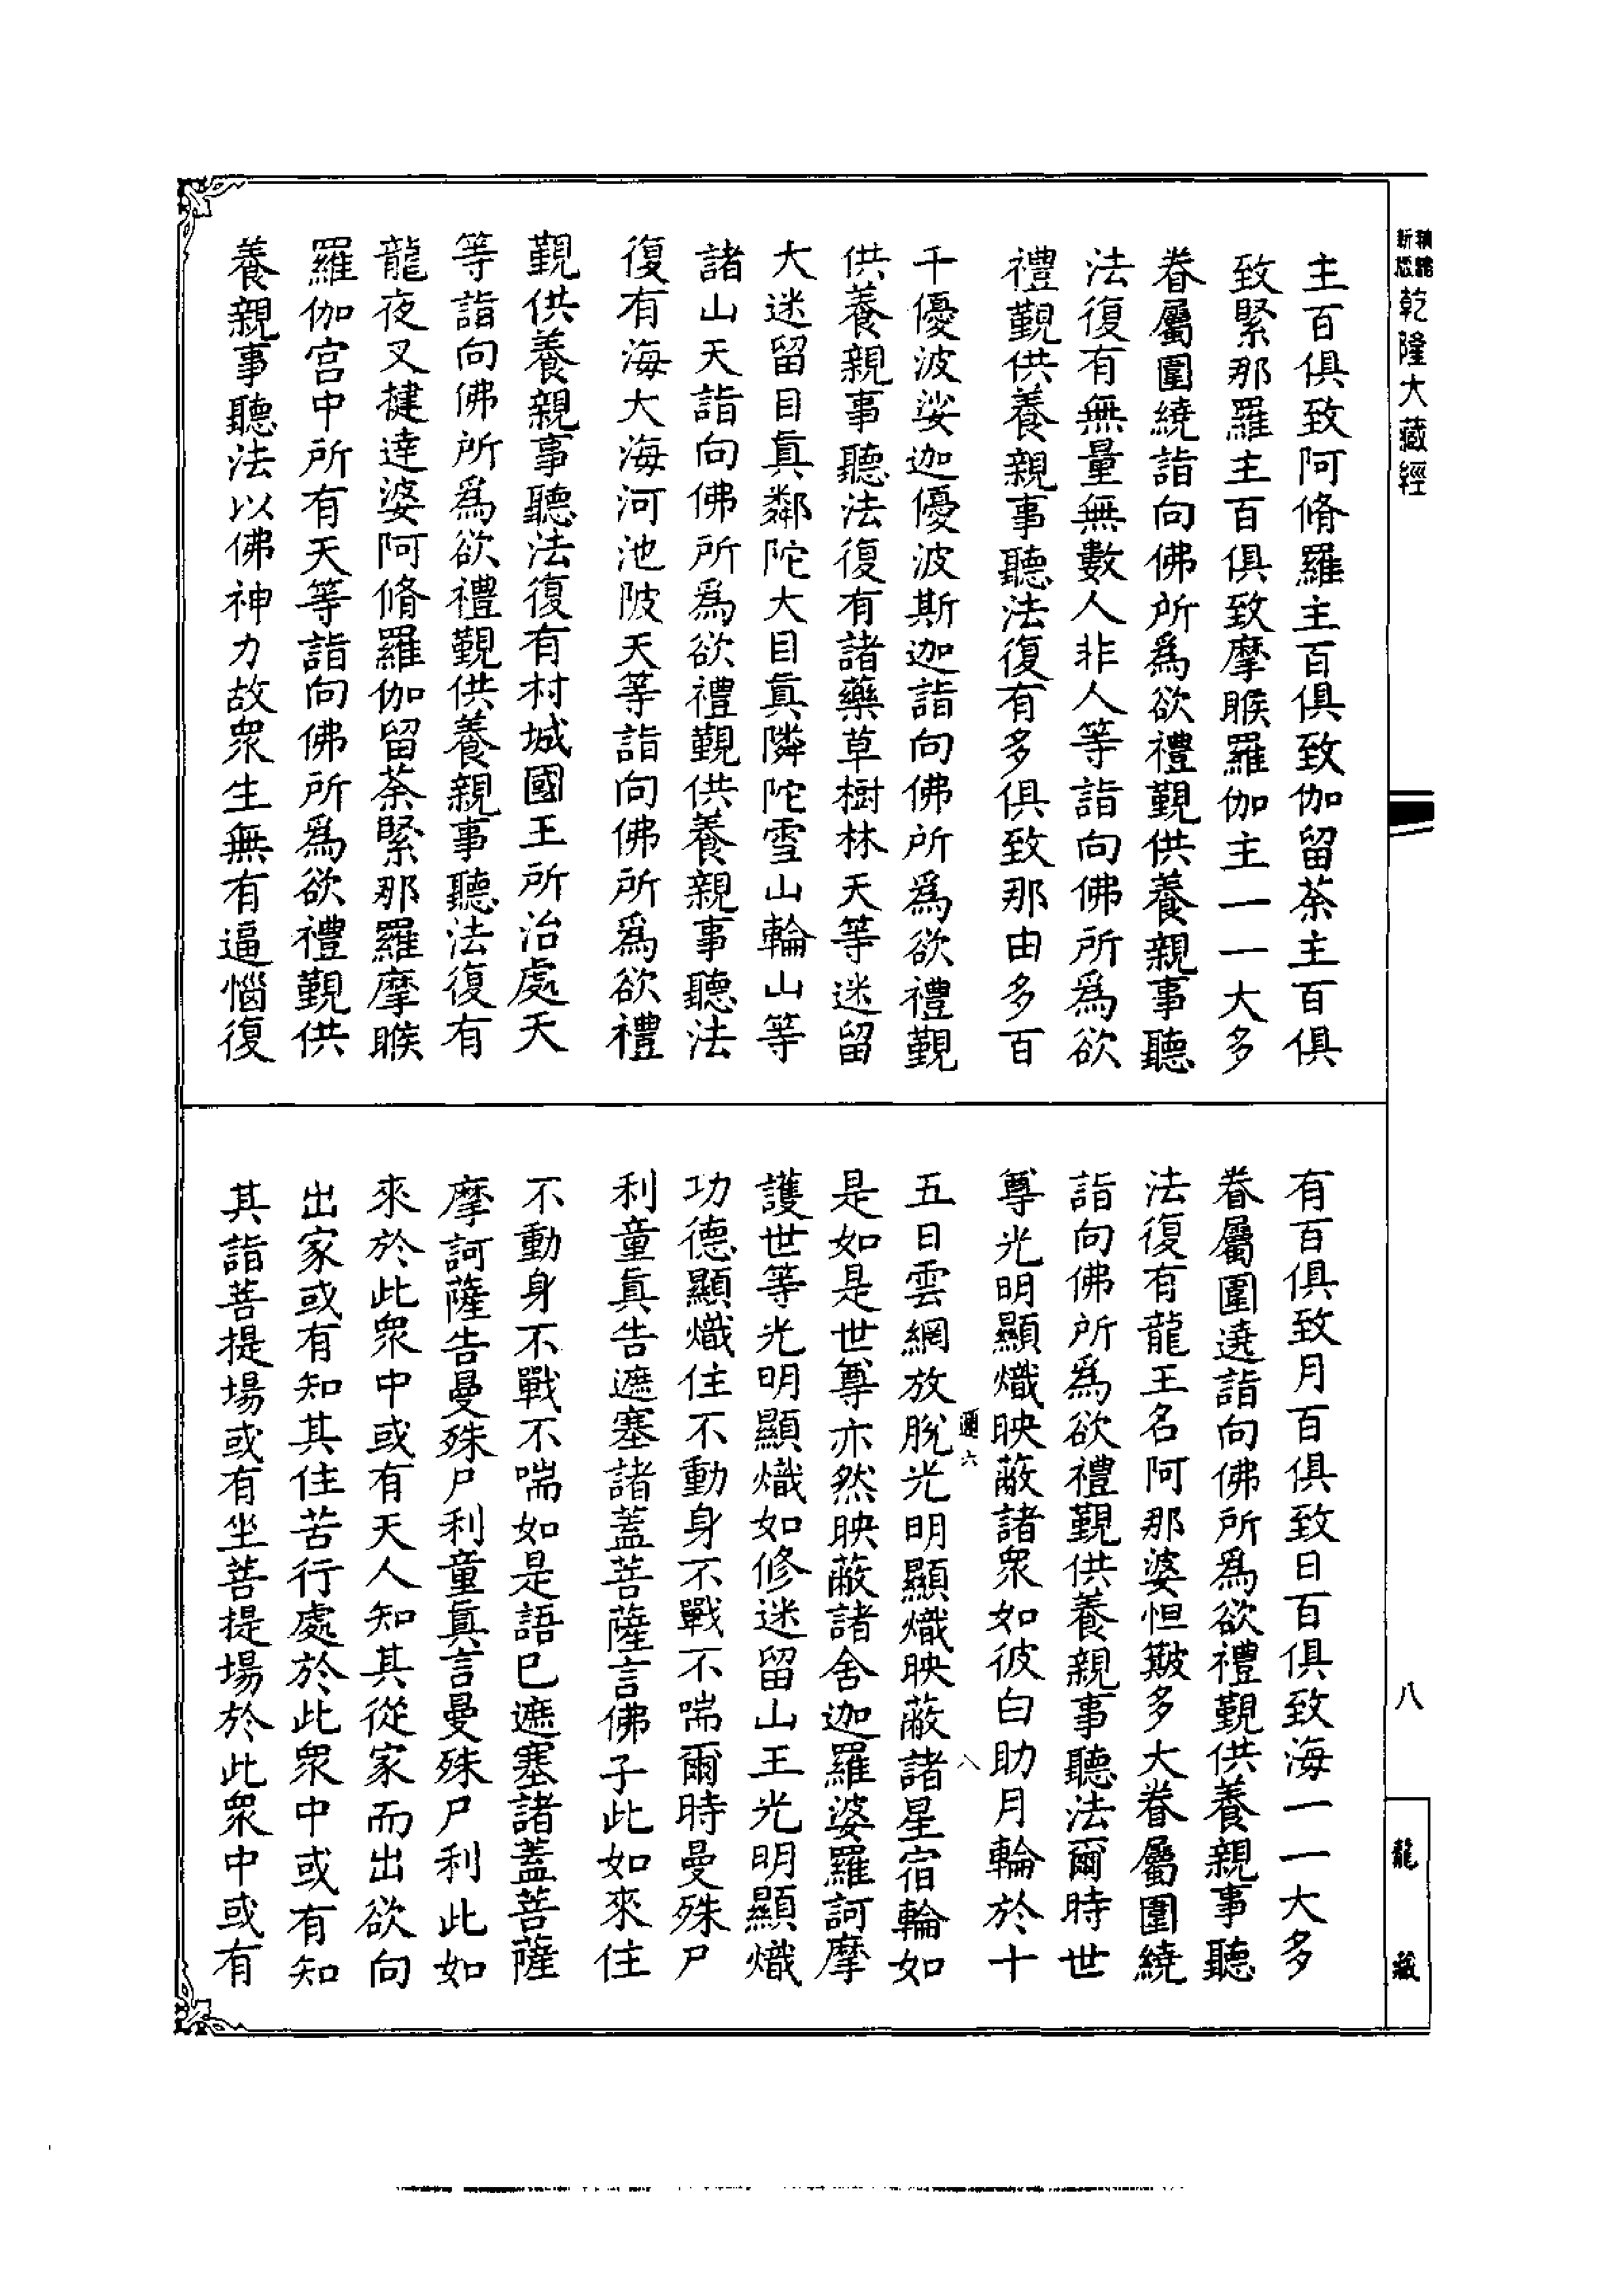 新版 精縮 乾隆大藏經
八
龍藏
主百俱致阿脩羅主百俱致伽留荼主百俱
致緊那羅主百俱致摩睺羅伽主一一大多
眷屬圍繞詣向佛所爲欲禮覲供養親事聽
法復有無量無數人非人等詣向佛所爲欲
禮覲供養親事聽法復有多俱致那由多百
千優波娑迦優波斯迦詣向佛所爲欲禮覲
供養親事聽法復有諸藥草樹林天等迷留
大迷留目眞鄰陀大目眞隣陀雪山輪山等
諸山天詣向佛所爲欲禮覲供養親事聽法
復有海大海河池陂天等詣向佛所爲欲禮
覲供養親事聽法復有村城國王所治處天
等詣向佛所爲欲禮覲供養親事聽法復有
龍夜叉揵達婆阿脩羅伽留荼緊那羅摩睺
羅伽宫中所有天等詣向佛所爲欲禮覲供
養親事聽法以佛神力故衆生無有逼惱復
有百俱致月百俱致日百俱致海一一大多
眷屬圍遶詣向佛所爲欲禮覲供養親事聽
法復有龍王名阿那婆怛䵣多大眷屬圍繞
詣向佛所爲欲禮覲供養親事聽法爾時世
尊光明顯熾映蔽諸衆如彼白助月輪於十
五日雲網放脫光明顯熾映蔽諸星宿輪如
是如是世尊亦然映蔽諸舍迦羅婆羅訶摩
護世等光明顯熾如修迷留山王光明顯熾
功德顯熾住不動身不戰不喘爾時曼殊尸
利童眞告遮塞諸蓋菩薩言佛子此如來住
不動身不戰不喘如是語已遮塞諸蓋菩薩
摩訶薩告曼殊尸利童眞言曼殊尸利此如
來於此衆中或有天人知其從家而出欲向
出家或有知其住苦行處於此衆中或有知
其詣菩提場或有坐菩提場於此衆中或有
六
八